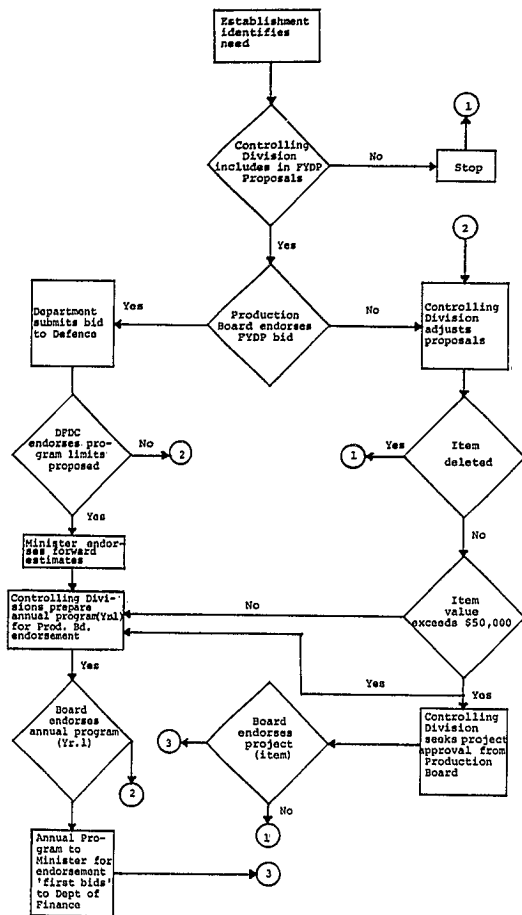 Establishment
identifies
need
1
Controlling
Division
includes in FYDP
Proposals
No
Stop
Yes
2
Department
submits bid
to Defence
Yes
Production
Board endorses
FYDP bid
No
Controlling
Division
adjusts
proposals
DFDC
endorses pro-
gram limits
proposed
No
2
Yes
1
Item
deleted
Yes
No
Minister endor-
ses forward
estimates
Controlling Divi-
sions prepare
annual program(Yr.1)
for Prod. Bd.
endorsement
No
Item
value
exceeds $50,000
Yes
Yes
Yes
Board
endorses
annual program
(Yr.1)
2
3
Board
endorses
project
(item)
No
1
Controlling
Division
seeks project
approval from
Production
Board
Annual Pro-
gram to
Minister for
endorsement
'first bids'
to Dept of
Finance
3